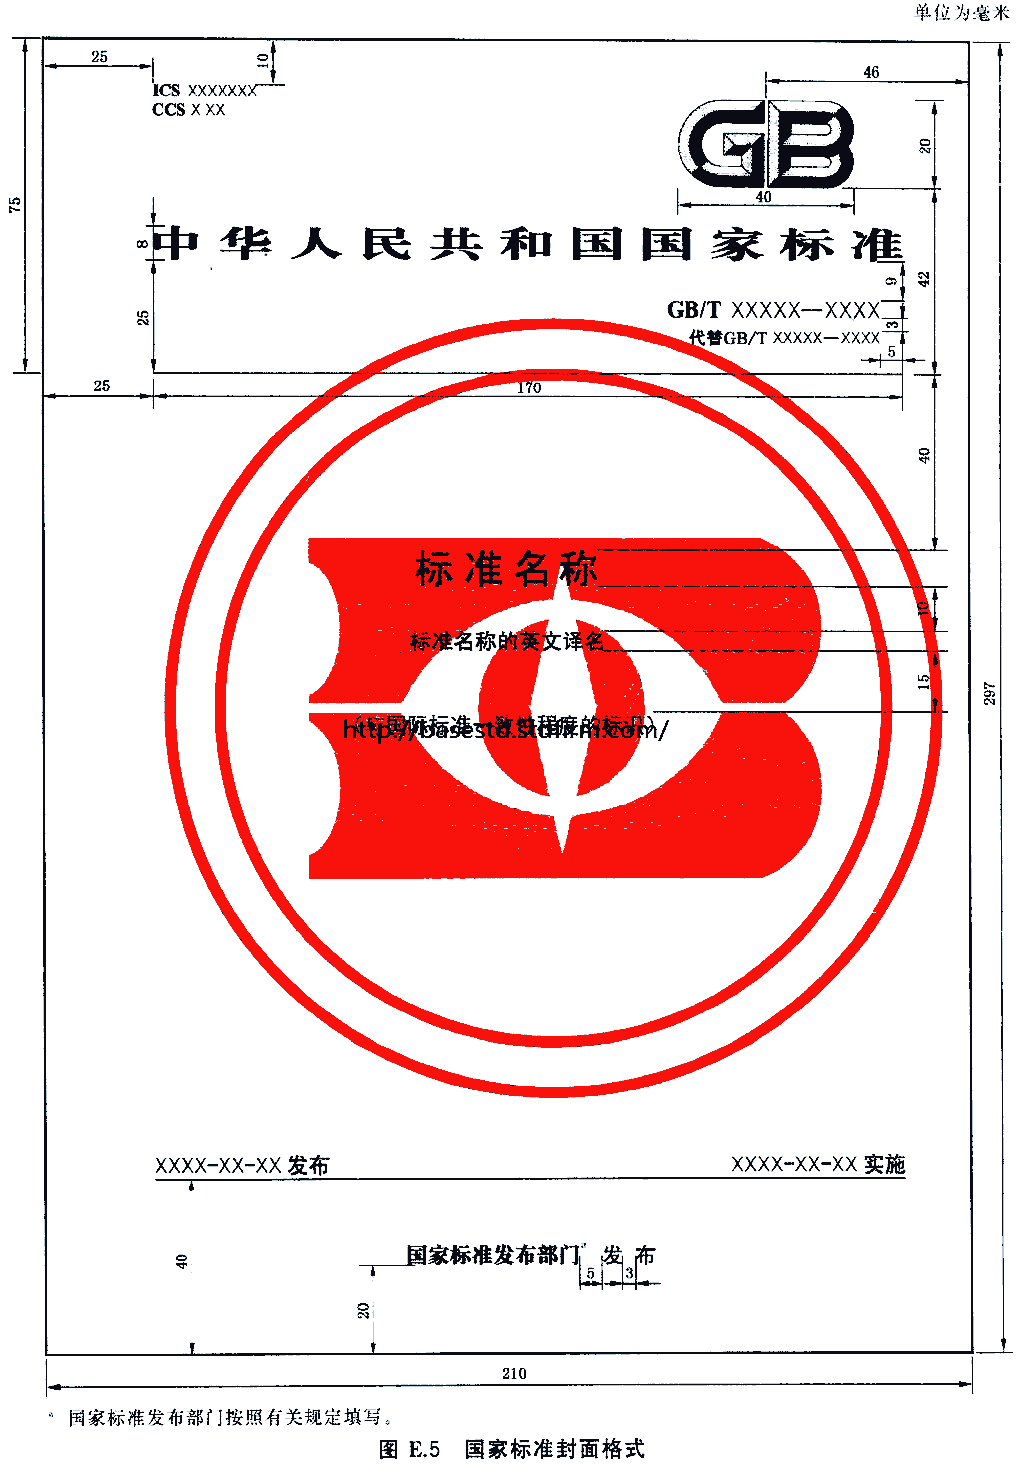 单位为毫米
25
10
46
ICS XXXXXXX
CCS X XX
GB
20
40
75
8
中华人民共和国国家标准
9
42
25
GB/T XXXXX—XXXX
3
代替GB/T XXXXX—XXXX
5
25
170
40
标准名称
10
标准名称的英文译名
15
297
(与国际标准一致性程度的标识)
http://basestd.stdhrm.com/
XXXX-XX-XX 发布
XXXX-XX-XX 实施
40
国家标准发布部门ᵃ 发布
5
3
20
210
ᵃ 国家标准发布部门按照有关规定填写。
图 E.5 国家标准封面格式